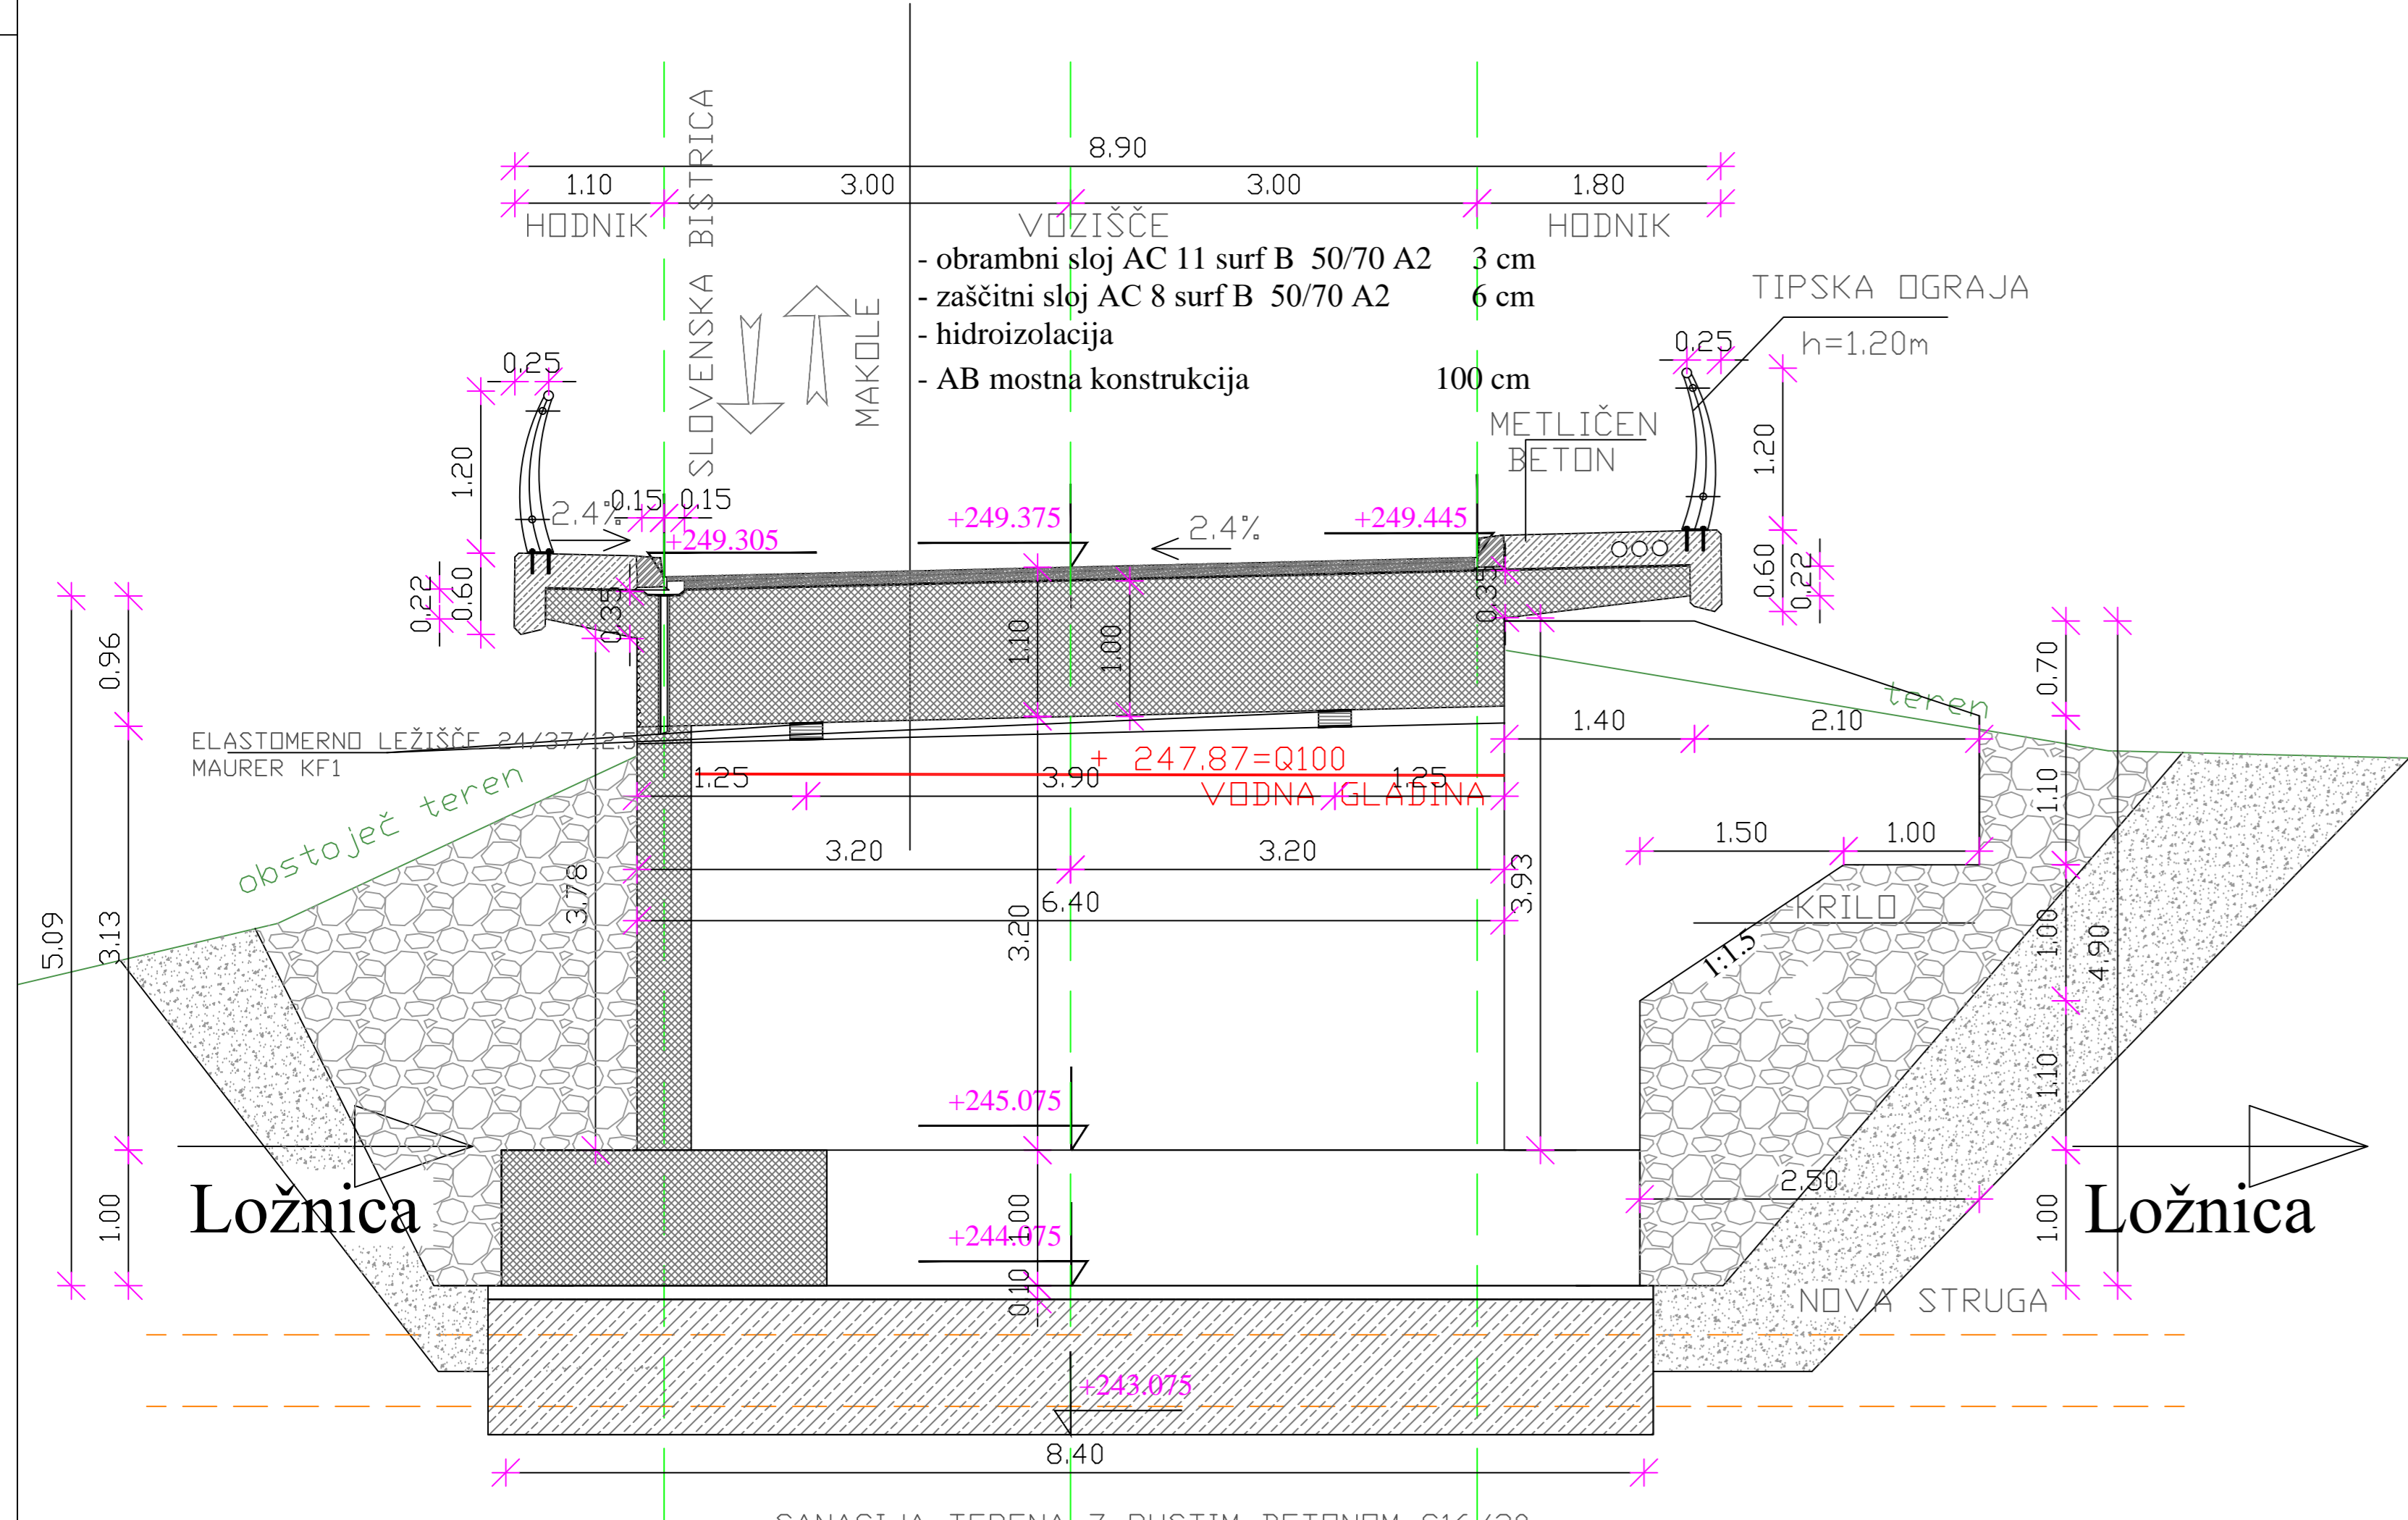 8.90
1.10 3.00 3.00 1.80
HODNIK VOZIŠČE HODNIK
SLOVENSKA BISTRICA
MAKOLE
- obrambni sloj AC 11 surf B 50/70 A2 3 cm
- zaščitni sloj AC 8 surf B 50/70 A2 6 cm
- hidroizolacija
- AB mostna konstrukcija 100 cm
TIPSKA OGRAJA
h=1.20m
0.25
0.25
METLIČEN
BETON
1.20
1.20
2.4%
0.15 0.15
+249.305
+249.375
2.4%
+249.445
0.22
0.60
0.35
0.35
0.60
0.22
0.96
1.10
1.00
0.70
teren
1.40 2.10
ELASTOMERNO LEŽIŠČE 24/37/12.5
MAURER KF1
+ 247.87=Q100
VODNA GLADINA
1.25 3.90 1.25
obstoječ teren
1.10
1.50 1.00
3.20 3.20
6.40
3.78
3.20
3.93
KRILO
1:1.5
5.09
3.13
1.00
4.90
1.10
+245.075
Ložnica
Ložnica
2.50
1.00
1.00
1.00
+244.075
0.10
NOVA STRUGA
+243.075
8.40
SANACIJA TERENA Z PUSTIM BETONOM C16/20